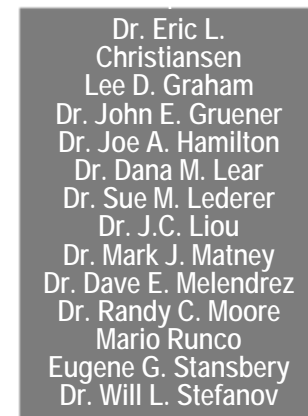 Dr. Eric L.
Christiansen
Lee D. Graham
Dr. John E. Gruener
Dr. Joe A. Hamilton
Dr. Dana M. Lear
Dr. Sue M. Lederer
Dr. J.C. Liou
Dr. Mark J. Matney
Dr. Dave E. Melendrez
Dr. Randy C. Moore
Mario Runco
Eugene G. Stansbery
Dr. Will L. Stefanov